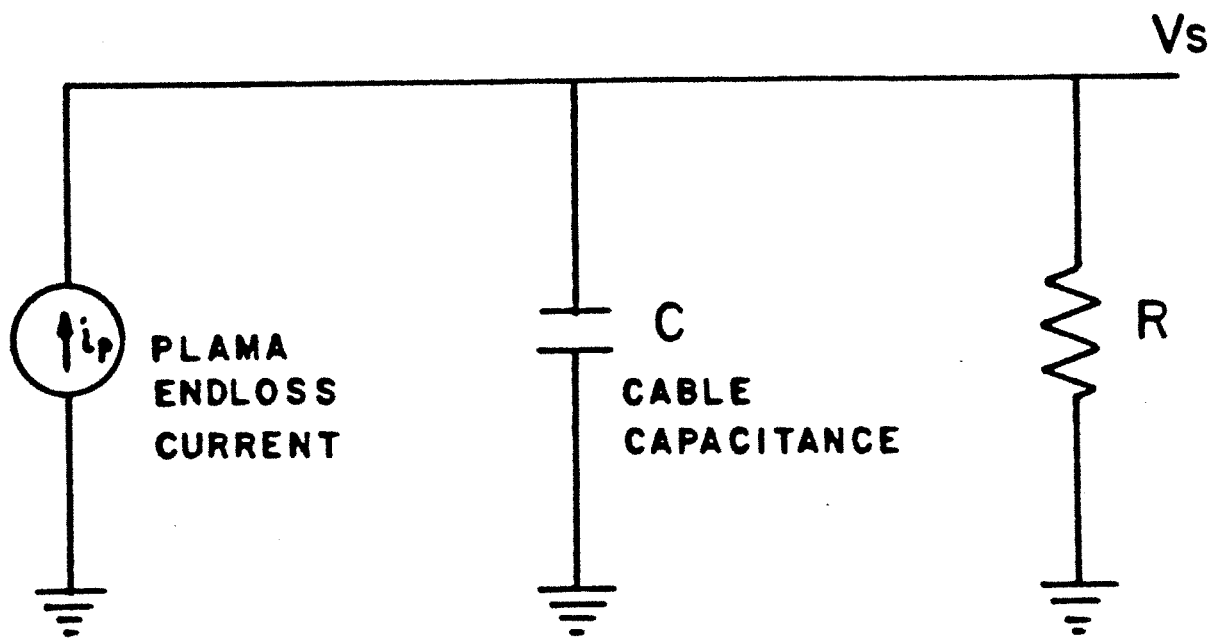 Vs
ip
PLAMA
ENDLOSS
CURRENT
C
CABLE
CAPACITANCE
R